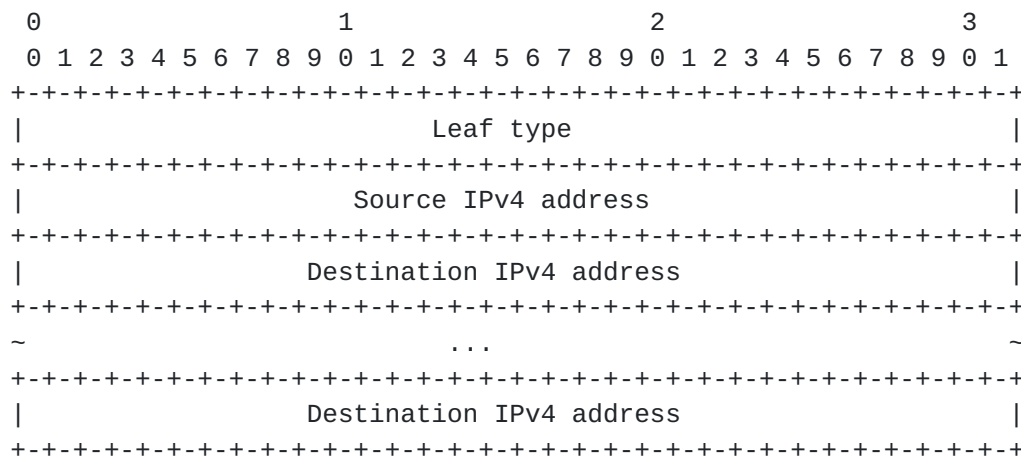 0                   1                   2                   3
 0 1 2 3 4 5 6 7 8 9 0 1 2 3 4 5 6 7 8 9 0 1 2 3 4 5 6 7 8 9 0 1
+-+-+-+-+-+-+-+-+-+-+-+-+-+-+-+-+-+-+-+-+-+-+-+-+-+-+-+-+-+-+-+-+
|                          Leaf type                            |
+-+-+-+-+-+-+-+-+-+-+-+-+-+-+-+-+-+-+-+-+-+-+-+-+-+-+-+-+-+-+-+-+
|                     Source IPv4 address                       |
+-+-+-+-+-+-+-+-+-+-+-+-+-+-+-+-+-+-+-+-+-+-+-+-+-+-+-+-+-+-+-+-+
|                  Destination IPv4 address                     |
+-+-+-+-+-+-+-+-+-+-+-+-+-+-+-+-+-+-+-+-+-+-+-+-+-+-+-+-+-+-+-+-+
~                           ...                                 ~
+-+-+-+-+-+-+-+-+-+-+-+-+-+-+-+-+-+-+-+-+-+-+-+-+-+-+-+-+-+-+-+-+
|                  Destination IPv4 address                     |
+-+-+-+-+-+-+-+-+-+-+-+-+-+-+-+-+-+-+-+-+-+-+-+-+-+-+-+-+-+-+-+-+